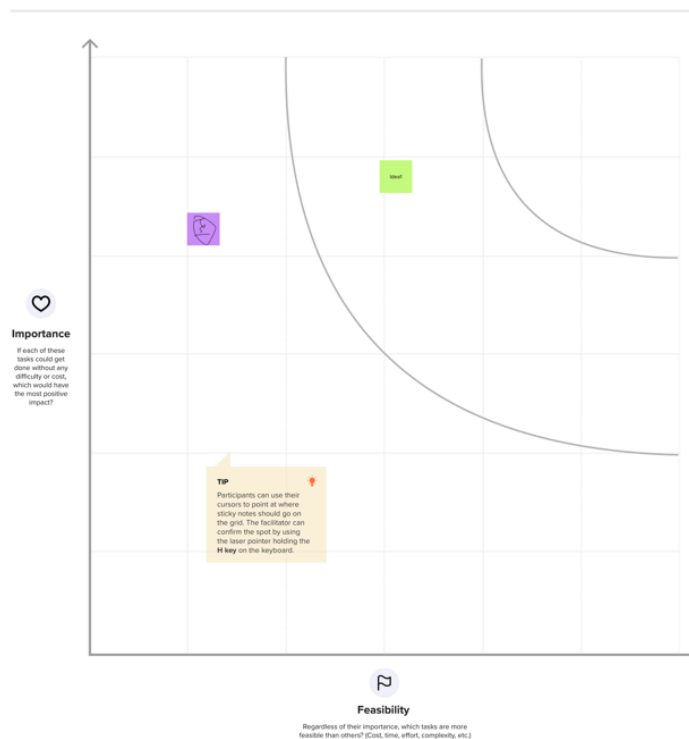 Importance
If each of these
tasks could get
done without any
difficulty or cost,
which would have
the most positive
impact?
TIP
Participants can use their
cursors to point at where
sticky notes should go on
the grid. The facilitator can
confirm the spot by using
the laser pointer holding the
H key on the keyboard.
Feasibility
Regardless of their importance, which tasks are more
feasible than others? (Cost, time, effort, complexity, etc.)